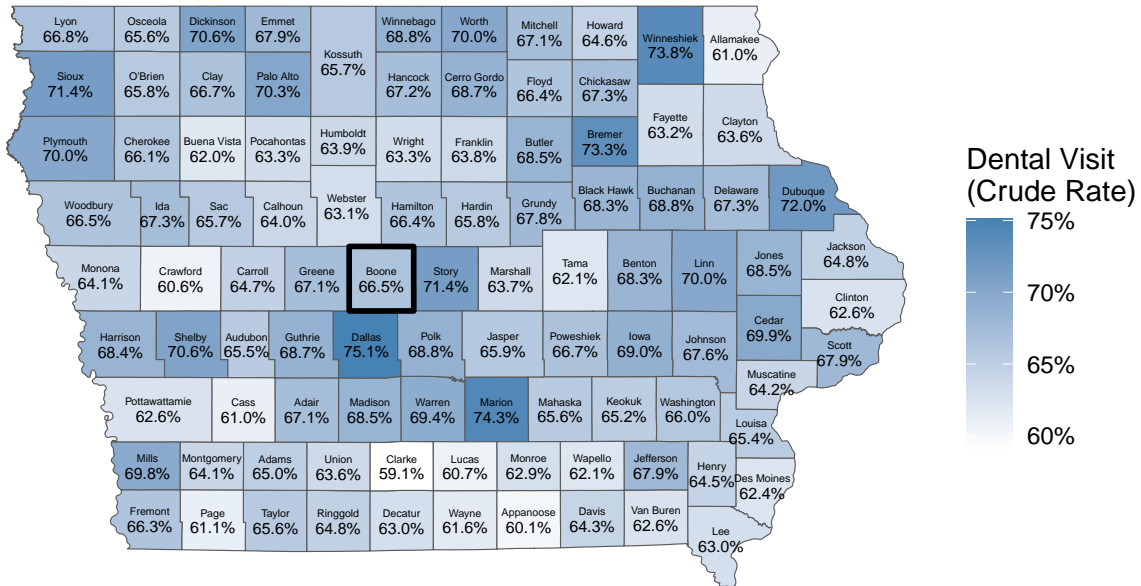 Lyon
66.8%
Osceola
65.6%
Dickinson
70.6%
Emmet
67.9%
Winnebago
68.8%
Worth
70.0%
Mitchell
67.1%
Howard
64.6%
Winneshiek
73.8%
Allamakee
61.0%
Kossuth
65.7%
Sioux
71.4%
O'Brien
65.8%
Clay
66.7%
Palo Alto
70.3%
Hancock
67.2%
Cerro Gordo
68.7%
Floyd
66.4%
Chickasaw
67.3%
Fayette
63.2%
Clayton
63.6%
Plymouth
70.0%
Cherokee
66.1%
Buena Vista
62.0%
Pocahontas
63.3%
Humboldt
63.9%
Wright
63.3%
Franklin
63.8%
Butler
68.5%
Bremer
73.3%
Woodbury
66.5%
Ida
67.3%
Sac
65.7%
Calhoun
64.0%
Webster
63.1%
Hamilton
66.4%
Hardin
65.8%
Grundy
67.8%
Black Hawk
68.3%
Buchanan
68.8%
Delaware
67.3%
Dubuque
72.0%
Monona
64.1%
Crawford
60.6%
Carroll
64.7%
Greene
67.1%
Boone
66.5%
Story
71.4%
Marshall
63.7%
Tama
62.1%
Benton
68.3%
Linn
70.0%
Jones
68.5%
Jackson
64.8%
Clinton
62.6%
Harrison
68.4%
Shelby
70.6%
Audubon
65.5%
Guthrie
68.7%
Dallas
75.1%
Polk
68.8%
Jasper
65.9%
Poweshiek
66.7%
Iowa
69.0%
Johnson
67.6%
Cedar
69.9%
Scott
67.9%
Muscatine
64.2%
Pottawattamie
62.6%
Cass
61.0%
Adair
67.1%
Madison
68.5%
Warren
69.4%
Marion
74.3%
Mahaska
65.6%
Keokuk
65.2%
Washington
66.0%
Louisa
65.4%
Mills
69.8%
Montgomery
64.1%
Adams
65.0%
Union
63.6%
Clarke
59.1%
Lucas
60.7%
Monroe
62.9%
Wapello
62.1%
Jefferson
67.9%
Henry
64.5%
Des Moines
62.4%
Fremont
66.3%
Page
61.1%
Taylor
65.6%
Ringgold
64.8%
Decatur
63.0%
Wayne
61.6%
Appanoose
60.1%
Davis
64.3%
Van Buren
62.6%
Lee
63.0%
Dental Visit
(Crude Rate)
75%
70%
65%
60%